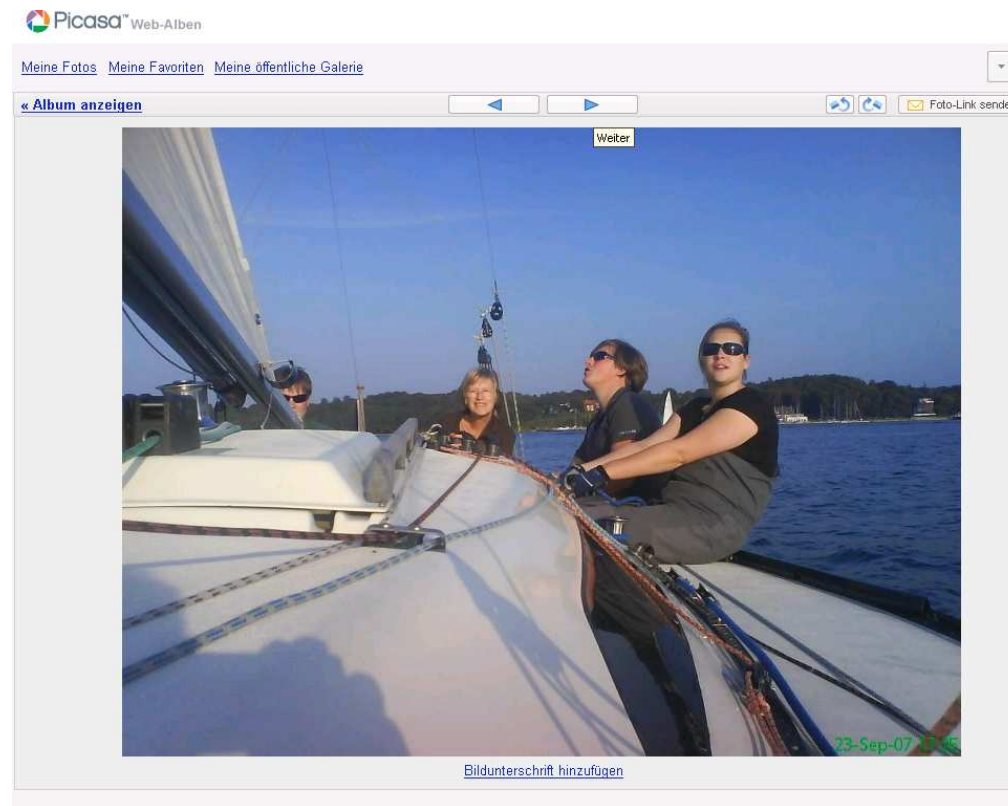 Picasa™ Web-Alben
Meine Fotos Meine Favoriten Meine öffentliche Galerie
« Album anzeigen
Foto-Link sende
Weiter
23-Sep-07
Bildunterschrift hinzufügen